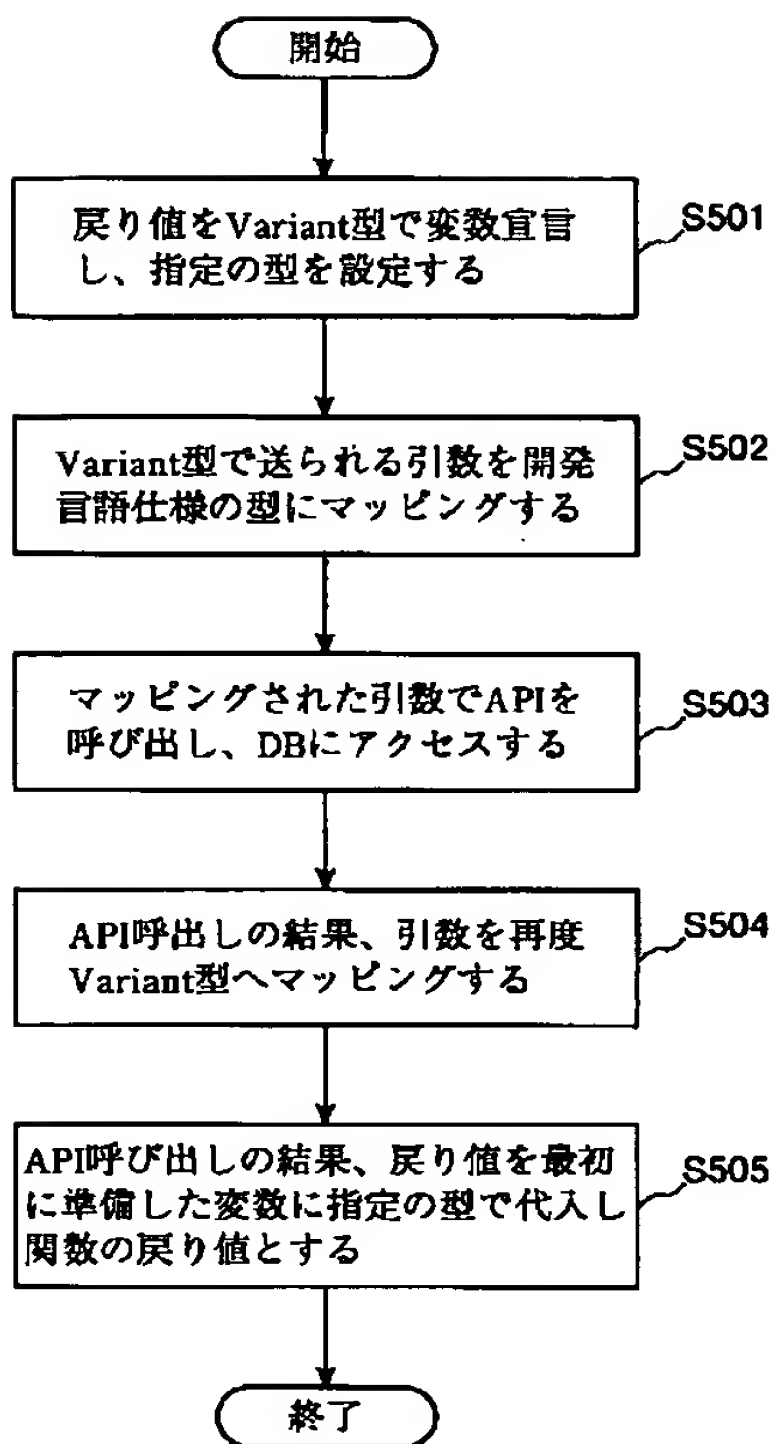 開始
戻り値をVariant型で変数宣言
し、指定の型を設定する
S501
Variant型で送られる引数を開発
言語仕様の型にマッピングする
S502
マッピングされた引数でAPIを
呼び出し、DBにアクセスする
S503
API呼出しの結果、引数を再度
Variant型へマッピングする
S504
API呼び出しの結果、戻り値を最初
に準備した変数に指定の型で代入し
関数の戻り値とする
S505
終了